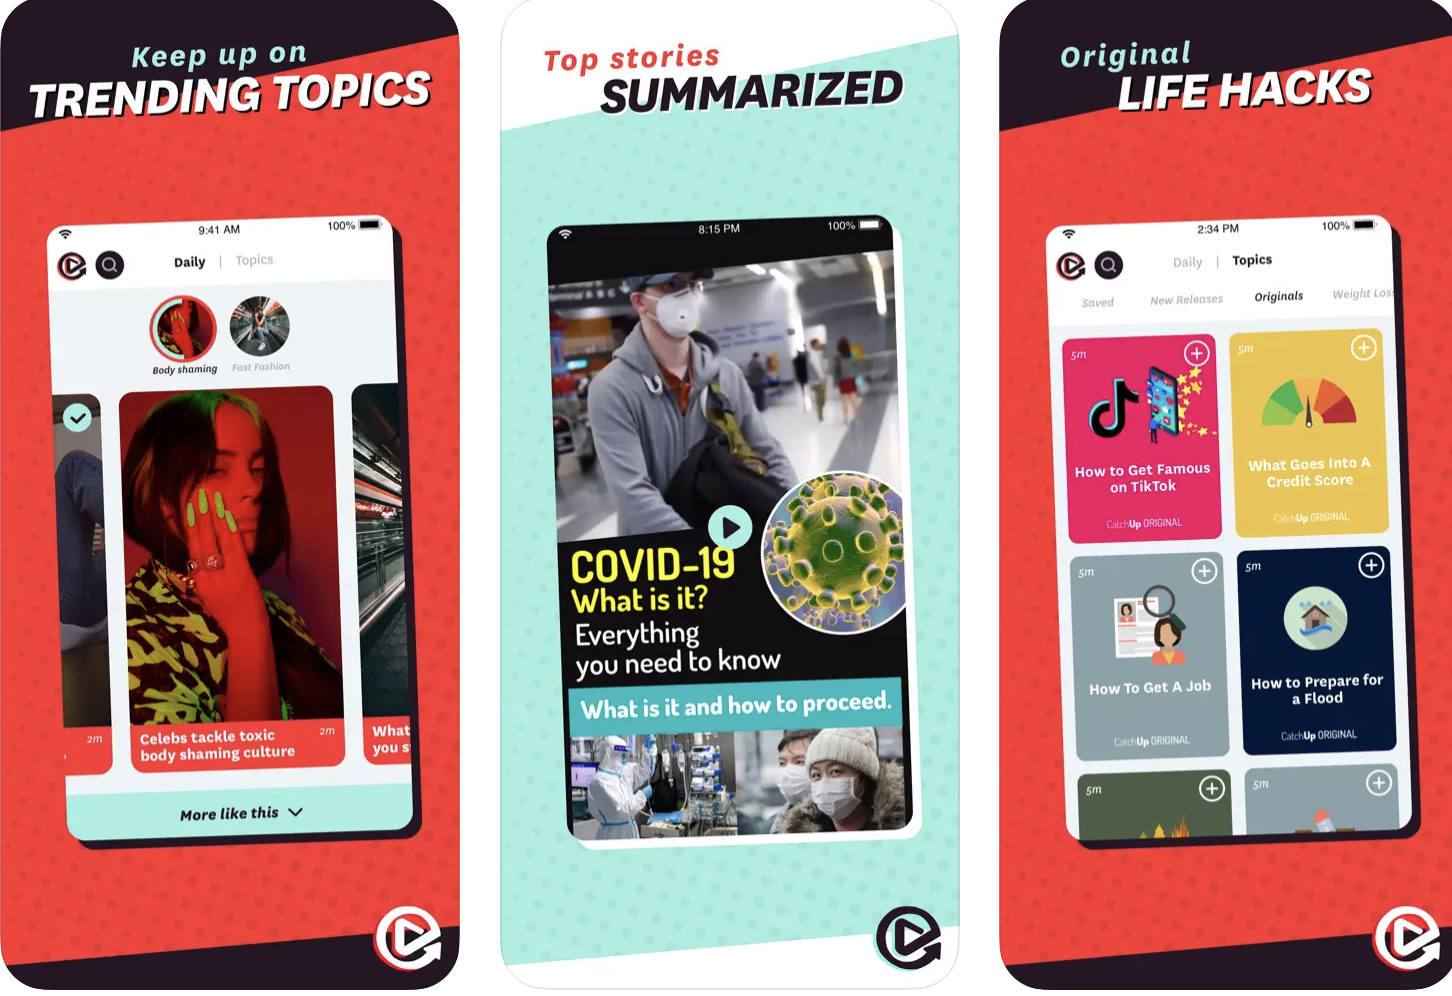 Keep up on
TRENDING TOPICS
9:41 AM
100%
Daily | Topics
Body shaming
Fast Fashion
2m
Celebs tackle toxic
body shaming culture
2m
What
you s
More like this
Top stories
SUMMARIZED
8:15 PM
100%
COVID-19
What is it?
Everything
you need to know
What is it and how to proceed.
Original
LIFE HACKS
2:34 PM
100%
Daily | Topics
Saved
New Releases
Originals
Weight Los
5m
How to Get Famous
on TikTok
CatchUp ORIGINAL
5m
What Goes Into A
Credit Score
CatchUp ORIGINAL
5m
How To Get A Job
CatchUp ORIGINAL
5m
How to Prepare for
a Flood
CatchUp ORIGINAL
5m
5m